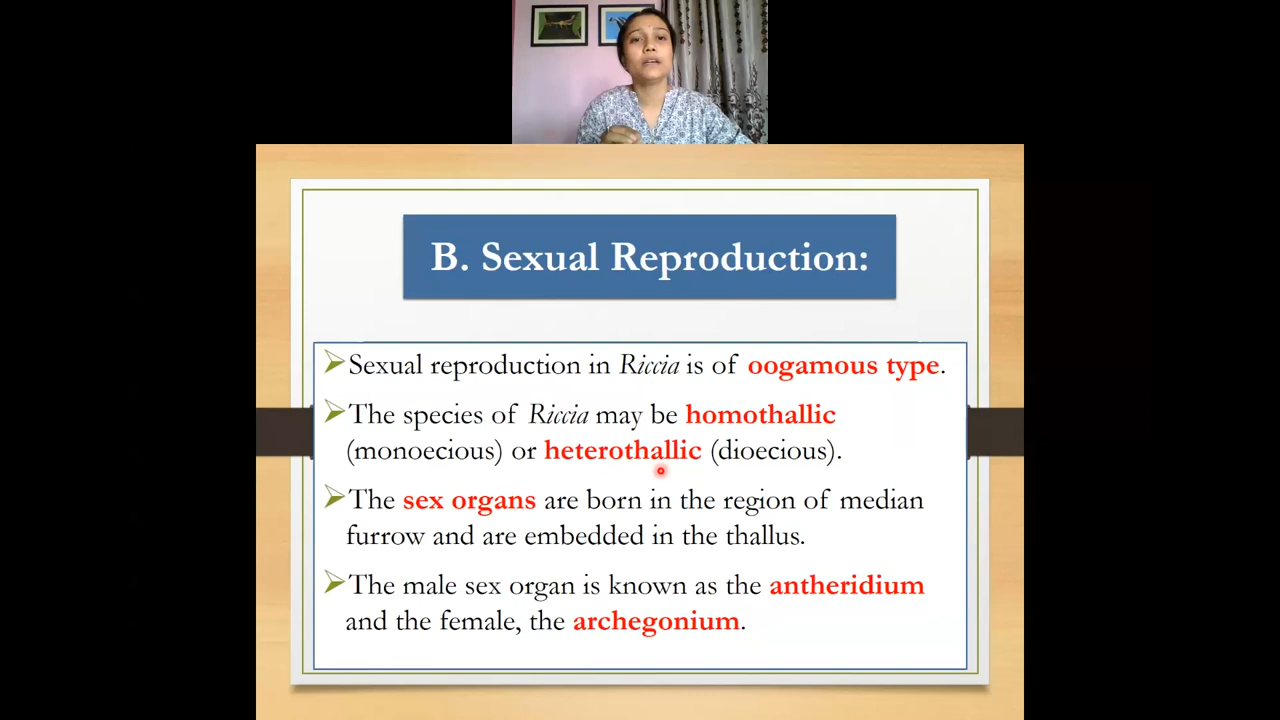 B. Sexual Reproduction:
Sexual reproduction in Riccia is of oogamous type.
The species of Riccia may be homothallic
(monoecious) or heterothallic (dioecious).
The sex organs are born in the region of median
furrow and are embedded in the thallus.
The male sex organ is known as the antheridium
and the female, the archegonium.